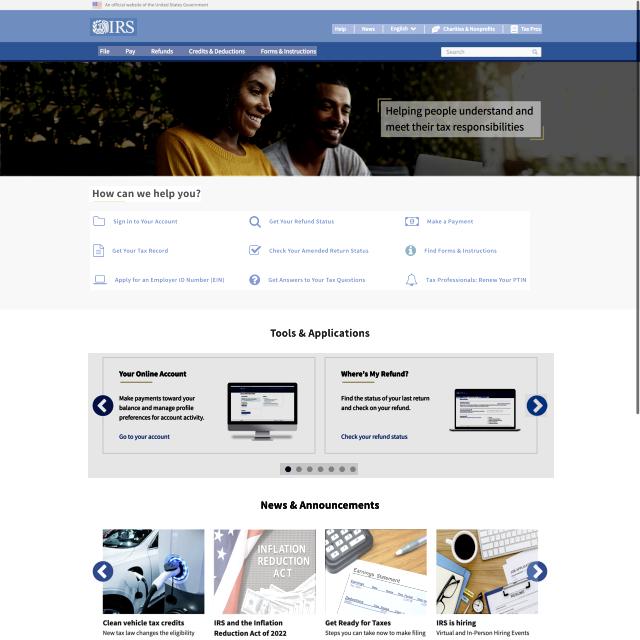 An official website of the United States Government
IRS
Help
News
English
Charities & Nonprofits
Tax Pros
File
Pay
Refunds
Credits & Deductions
Forms & Instructions
Search
Helping people understand and
meet their tax responsibilities
How can we help you?
Sign in to Your Account
Get Your Refund Status
Make a Payment
Get Your Tax Record
Check Your Amended Return Status
Find Forms & Instructions
Apply for an Employer ID Number (EIN)
Get Answers to Your Tax Questions
Tax Professionals: Renew Your PTIN
Tools & Applications
Your Online Account
Make payments toward your
balance and manage profile
preferences for account activity.
Go to your account
Where's My Refund?
Find the status of your last return
and check on your refund.
Check your refund status
News & Announcements
INFLATION
REDUCTION
ACT
Earnings Statement
Clean vehicle tax credits
New tax law changes the eligibility
IRS and the Inflation
Reduction Act of 2022
Get Ready for Taxes
Steps you can take now to make filing
IRS is hiring
Virtual and In-Person Hiring Events